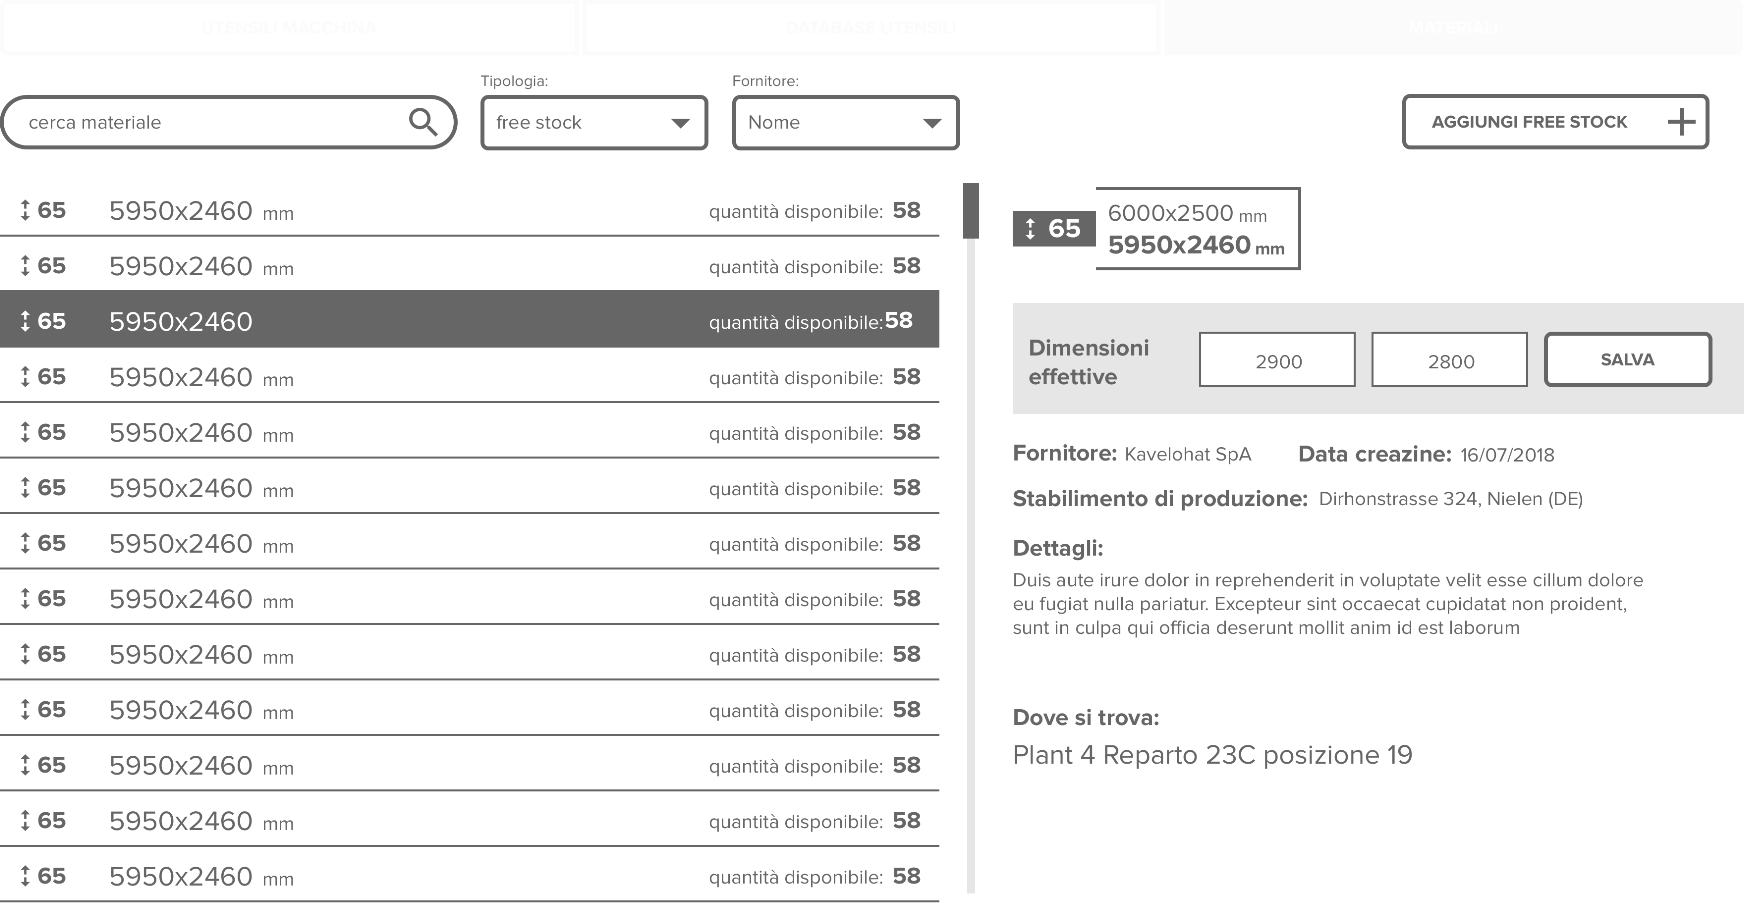 UTENSILI MACCHINA
DATABASE UTENSILI
MATERIALI
Tipologia:
Fornitore:
cerca materiale
free stock
Nome
AGGIUNGI FREE STOCK
65 5950x2460 mm quantità disponibile: 58
65 5950x2460 mm quantità disponibile: 58
65 5950x2460 quantità disponibile:58
65 5950x2460 mm quantità disponibile: 58
65 5950x2460 mm quantità disponibile: 58
65 5950x2460 mm quantità disponibile: 58
65 5950x2460 mm quantità disponibile: 58
65 5950x2460 mm quantità disponibile: 58
65 5950x2460 mm quantità disponibile: 58
65 5950x2460 mm quantità disponibile: 58
65 5950x2460 mm quantità disponibile: 58
65 5950x2460 mm quantità disponibile: 58
65 5950x2460 mm quantità disponibile: 58
65
6000x2500 mm
5950x2460 mm
Dimensioni
effettive
2900
2800
SALVA
Fornitore: Kavelohat SpA
Data creazine: 16/07/2018
Stabilimento di produzione: Dirhonstrasse 324, Nielen (DE)
Dettagli:
Duis aute irure dolor in reprehenderit in voluptate velit esse cillum dolore
eu fugiat nulla pariatur. Excepteur sint occaecat cupidatat non proident,
sunt in culpa qui officia deserunt mollit anim id est laborum
Dove si trova:
Plant 4 Reparto 23C posizione 19